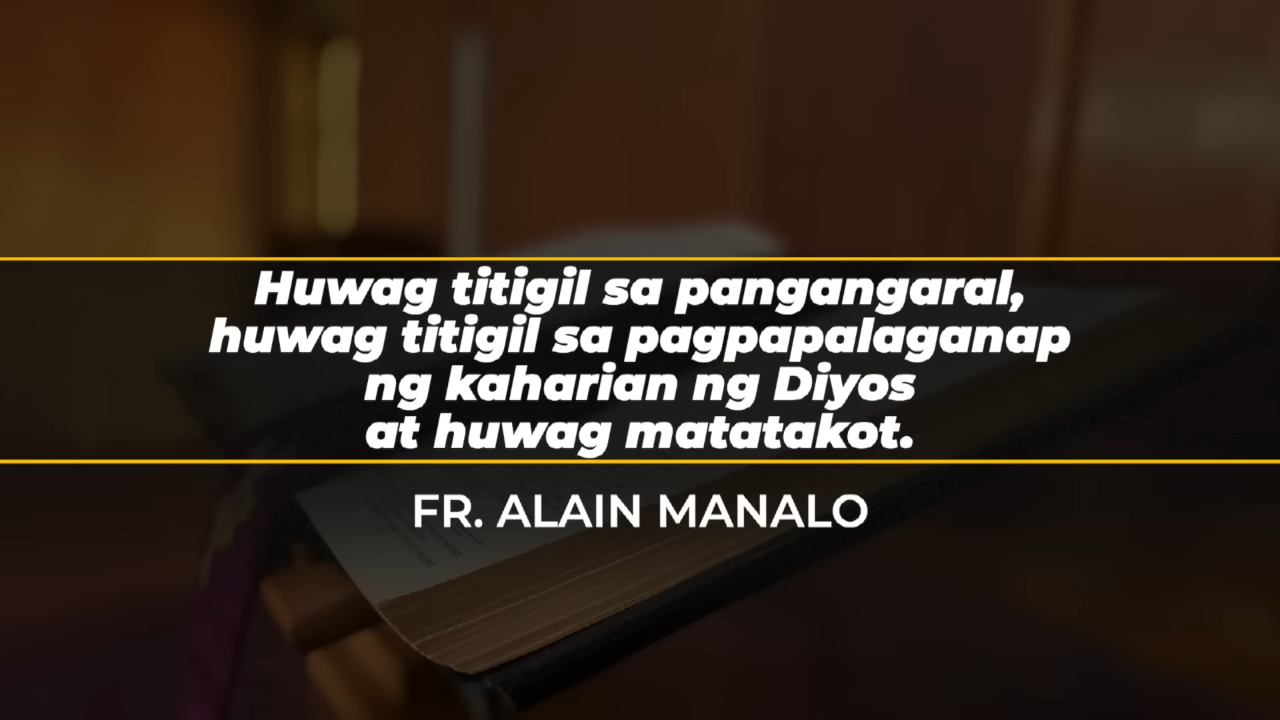 Huwag titigil sa pangangaral,
huwag titigil sa pagpapalaganap
ng kaharian ng Diyos
at huwag matatakot.
FR. ALAIN MANALO